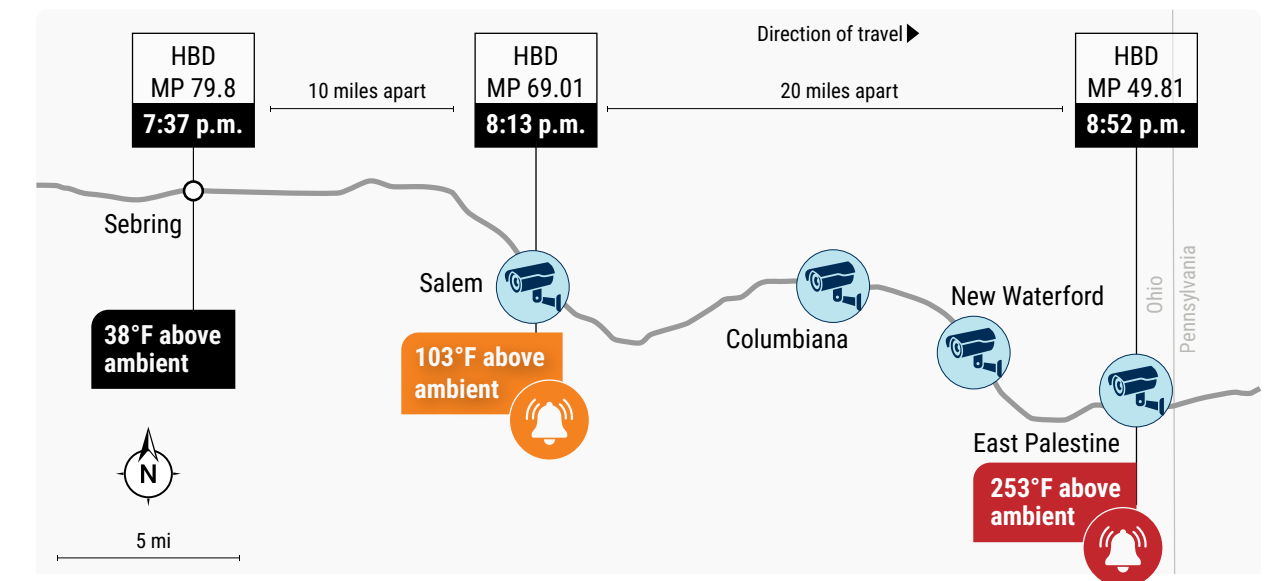 Direction of travel
HBD
MP 79.8
7:37 p.m.
10 miles apart
HBD
MP 69.01
8:13 p.m.
20 miles apart
HBD
MP 49.81
8:52 p.m.
Sebring
Salem
Columbiana
New Waterford
East Palestine
Ohio
Pennsylvania
38°F above
ambient
103°F above
ambient
253°F above
ambient
N
5 mi